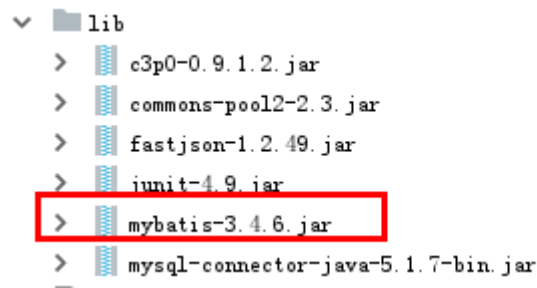 lib
c3p0-0.9.1.2.jar
commons-pool2-2.3.jar
fastjson-1.2.49.jar
junit-4.9.jar
mybatis-3.4.6.jar
mysql-connector-java-5.1.7-bin.jar